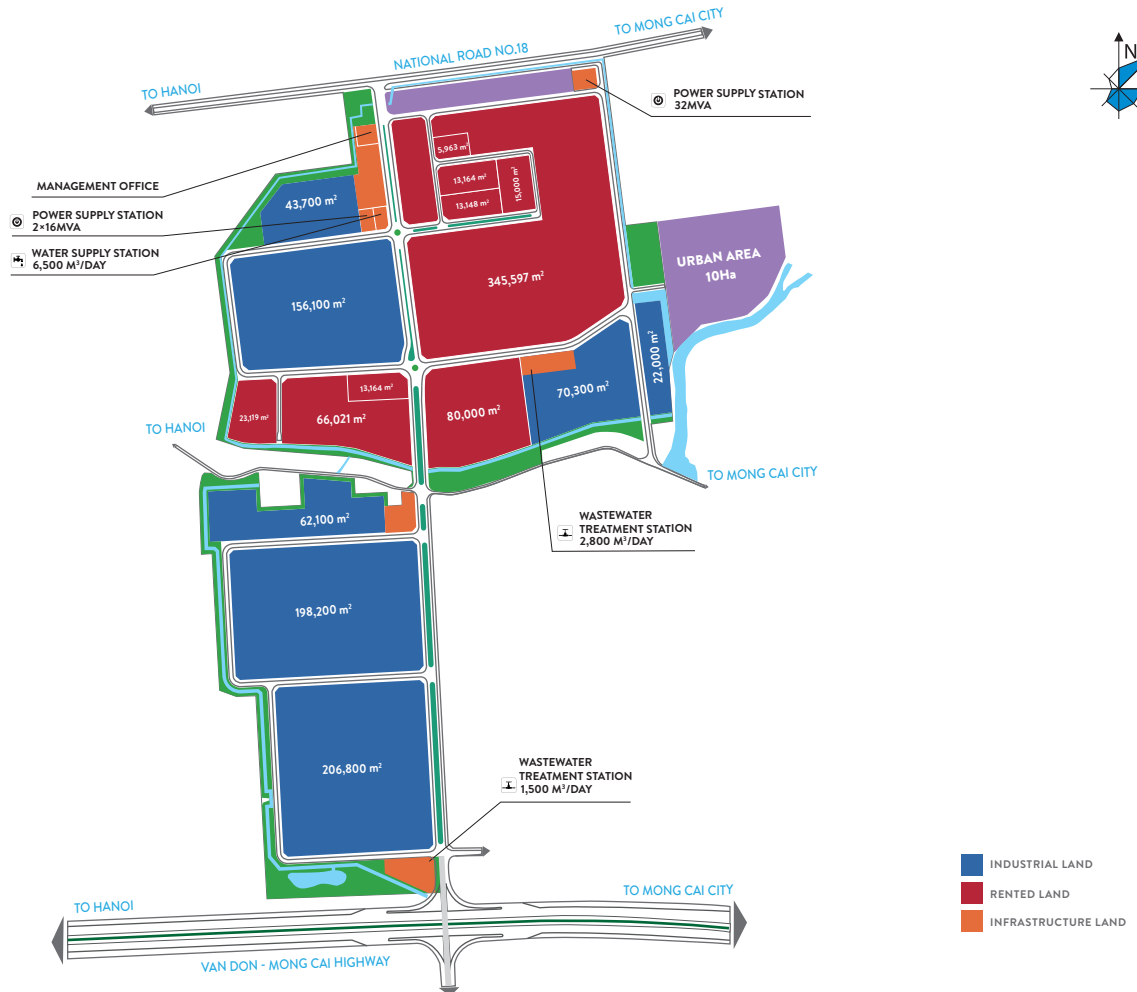 TO MONG CAI CITY
NATIONAL ROAD NO.18
TO HANOI
N
POWER SUPPLY STATION
32MVA
MANAGEMENT OFFICE
POWER SUPPLY STATION
2×16MVA
WATER SUPPLY STATION
6,500 M³/DAY
5,963 m²
13,164 m²
13,148 m²
15,000 m²
43,700 m²
URBAN AREA
10Ha
345,597 m²
156,100 m²
22,000 m²
13,164 m²
70,300 m²
80,000 m²
23,119 m²
66,021 m²
TO HANOI
TO MONG CAI CITY
62,100 m²
WASTEWATER
TREATMENT STATION
2,800 M³/DAY
198,200 m²
206,800 m²
WASTEWATER
TREATMENT STATION
1,500 M³/DAY
INDUSTRIAL LAND
RENTED LAND
INFRASTRUCTURE LAND
TO HANOI
TO MONG CAI CITY
VAN DON - MONG CAI HIGHWAY